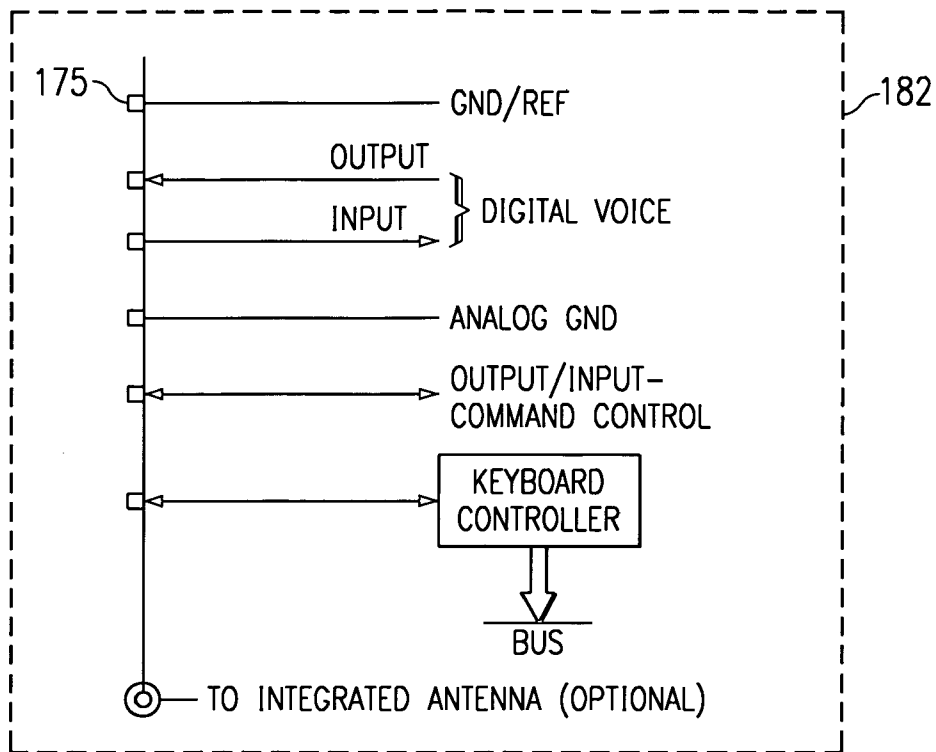 175
182
GND/REF
OUTPUT
INPUT
DIGITAL VOICE
ANALOG GND
OUTPUT/INPUT-
COMMAND CONTROL
KEYBOARD
CONTROLLER
BUS
TO INTEGRATED ANTENNA (OPTIONAL)